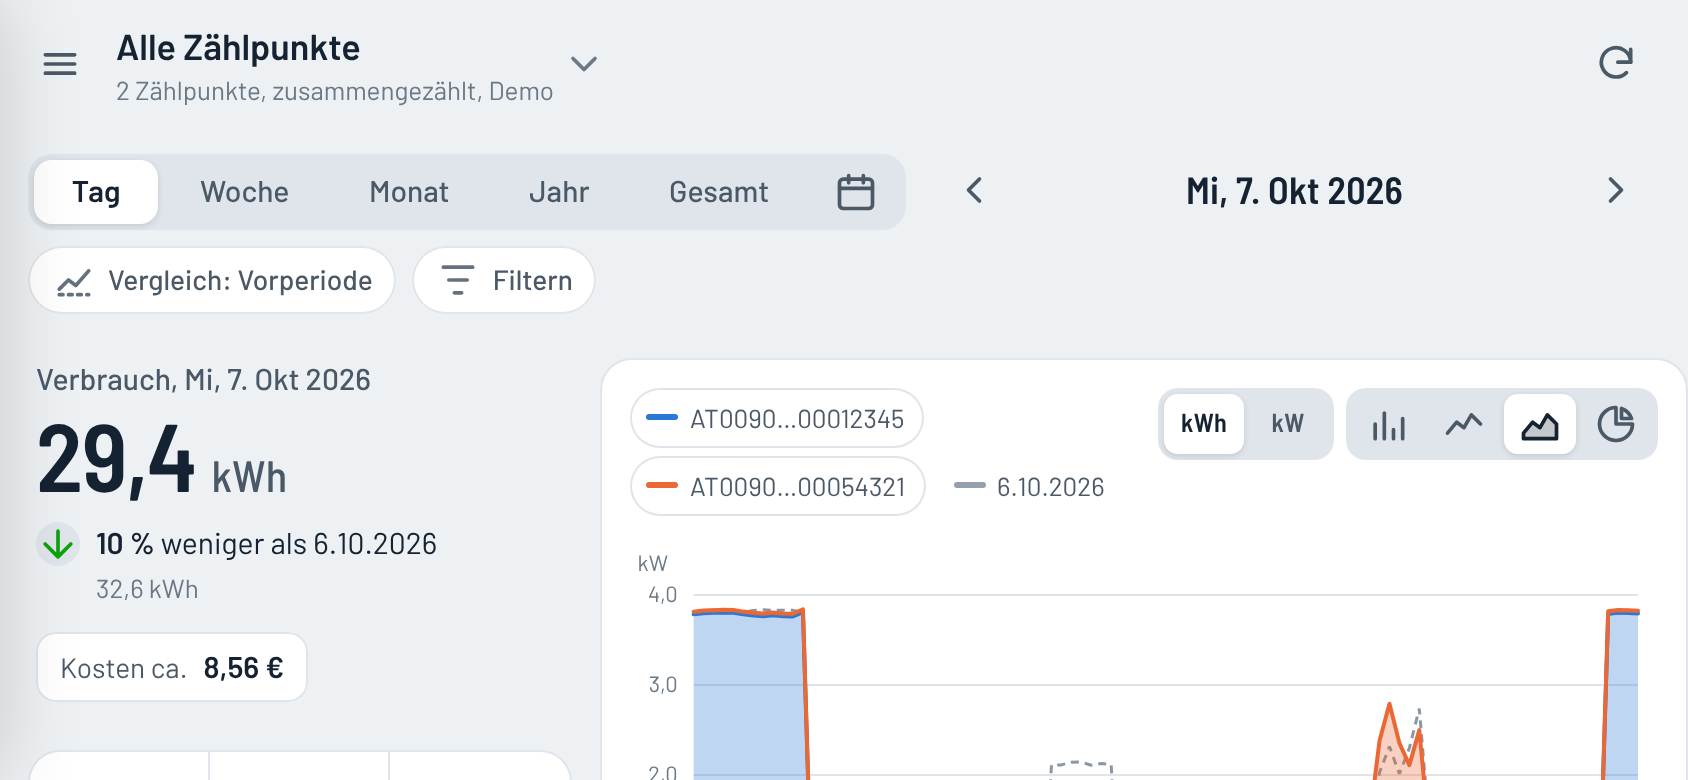 Alle Zählpunkte
2 Zählpunkte, zusammengezählt, Demo
Tag Woche Monat Jahr Gesamt
Mi, 7. Okt 2026
Vergleich: Vorperiode
Filtern
Verbrauch, Mi, 7. Okt 2026
29,4 kWh
10 % weniger als 6.10.2026
32,6 kWh
Kosten ca. 8,56 €
AT0090...00012345
kWh kW
AT0090...00054321
6.10.2026
kW
4,0
3,0
2,0